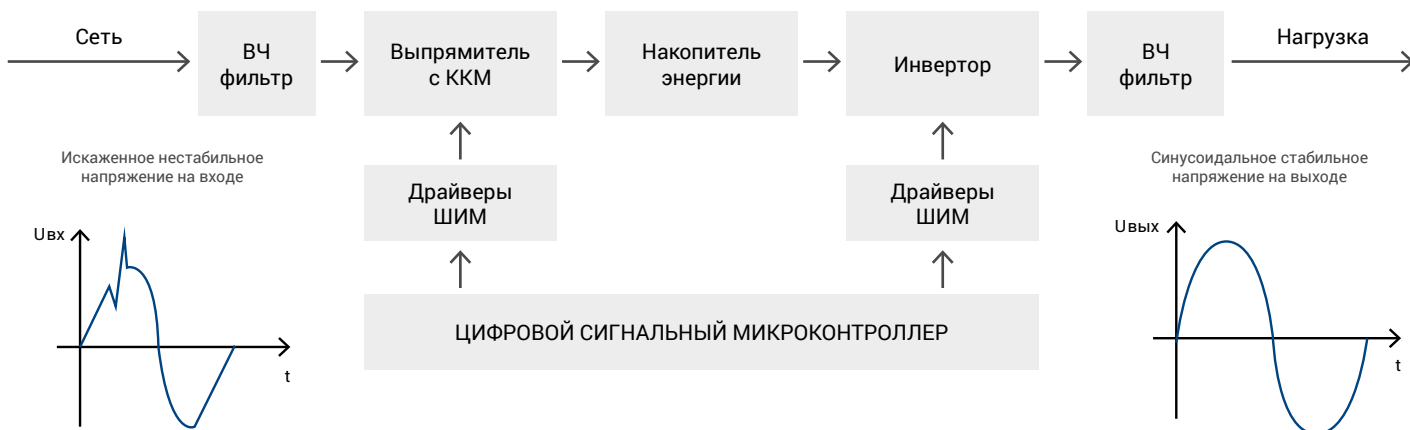 Сеть
ВЧ
фильтр
Выпрямитель
с ККМ
Накопитель
энергии
Инвертор
ВЧ
фильтр
Нагрузка
Искаженное нестабильное
напряжение на входе
Драйверы
ШИМ
Драйверы
ШИМ
Синусоидальное стабильное
напряжение на выходе
Uвх
t
ЦИФРОВОЙ СИГНАЛЬНЫЙ МИКРОКОНТРОЛЛЕР
Uвых
t